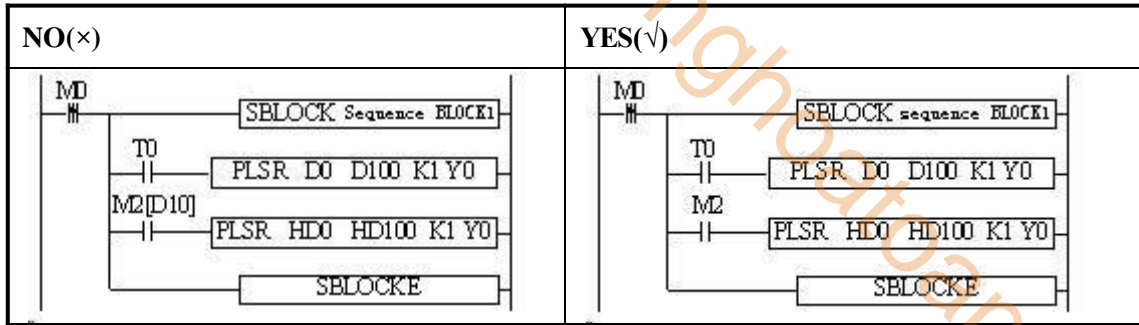 NO(×)
YES(√)
M0
SBLOCK Sequence BLOCK1
T0
PLSR D0 D100 K1 Y0
M2[D10]
PLSR HD0 HD100 K1 Y0
SBLOCKE
M0
SBLOCK sequence BLOCK1
T0
PLSR D0 D100 K1 Y0
M2
PLSR HD0 HD100 K1 Y0
SBLOCKE
nghoatoan